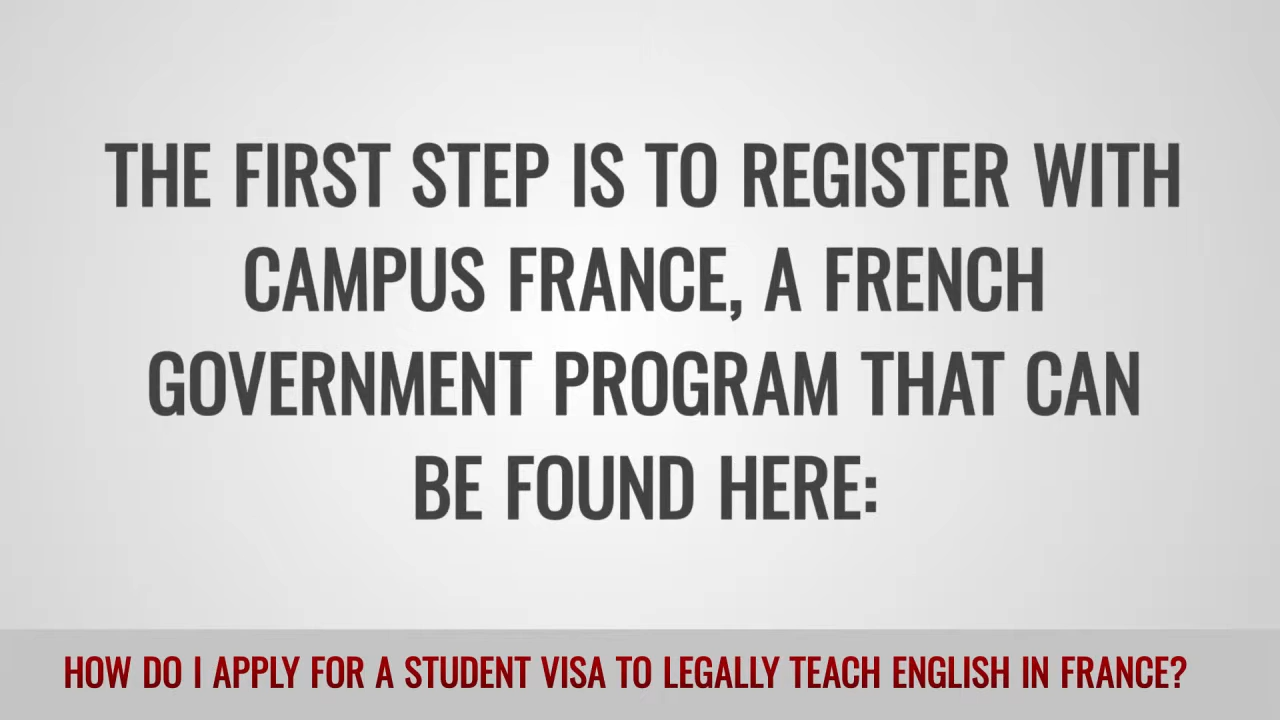 THE FIRST STEP IS TO REGISTER WITH
CAMPUS FRANCE, A FRENCH
GOVERNMENT PROGRAM THAT CAN
BE FOUND HERE:
HOW DO I APPLY FOR A STUDENT VISA TO LEGALLY TEACH ENGLISH IN FRANCE?